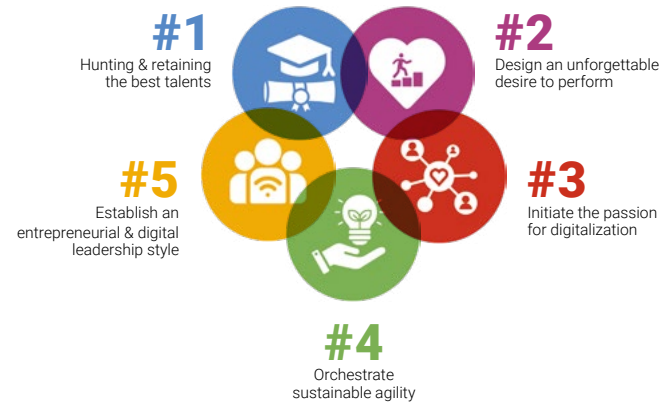 #1
Hunting & retaining
the best talents
#2
Design an unforgettable
desire to perform
#3
Initiate the passion
for digitalization
#4
Orchestrate
sustainable agility
#5
Establish an
entrepreneurial & digital
leadership style